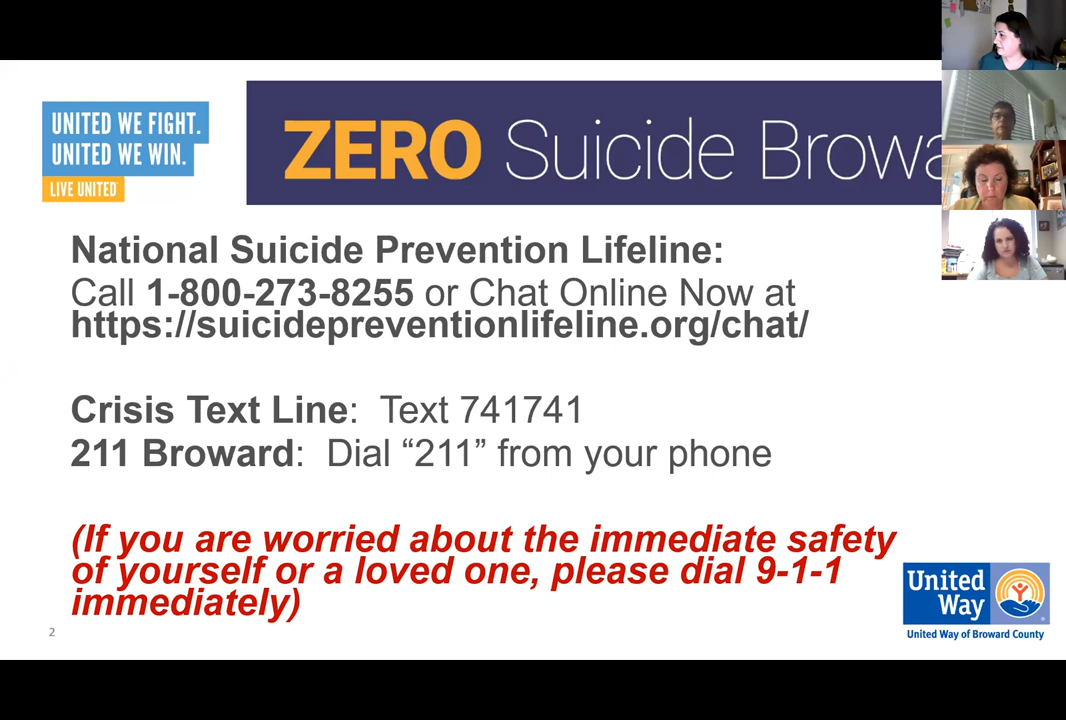 UNITED WE FIGHT.
UNITED WE WIN.
LIVE UNITED
ZERO Suicide Browa
National Suicide Prevention Lifeline:
Call 1-800-273-8255 or Chat Online Now at
https://suicidepreventionlifeline.org/chat/
Crisis Text Line:  Text 741741
211 Broward:  Dial “211” from your phone
(If you are worried about the immediate safety
of yourself or a loved one, please dial 9-1-1
immediately)
2
United
Way
United Way of Broward County